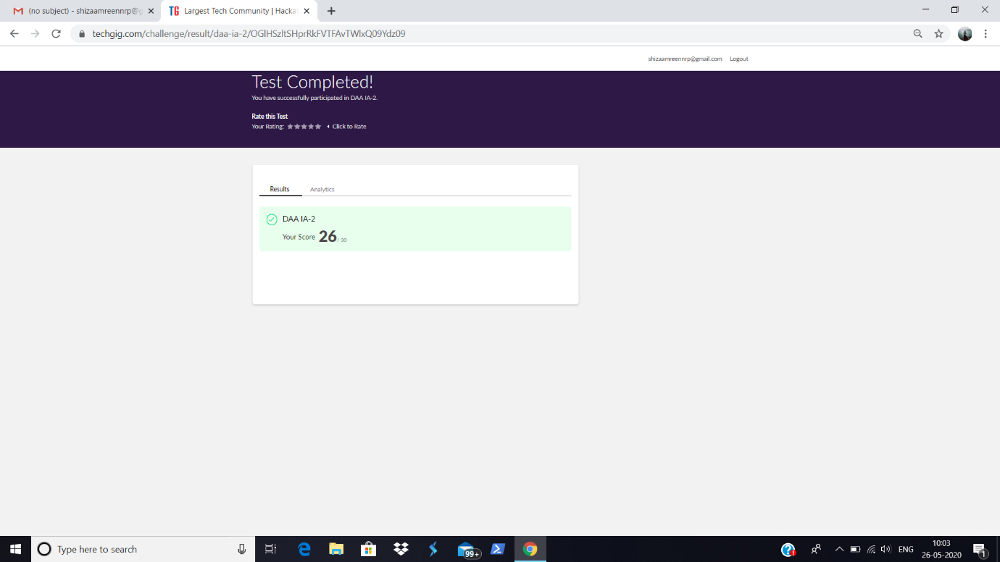 (no subject) - shizaamreennrp@g
TG Largest Tech Community | Hacka
techgig.com/challenge/result/daa-ia-2/
shizaamreennrp@gmail.com Logout
Test Completed!
You have successfully participated in DAA IA-2.
Rate this Test
Your Rating: Click to Rate
Results Analytics
DAA IA-2
Your Score 26 / 30
Type here to search
99+
ENG
10:03
26-05-2020
1